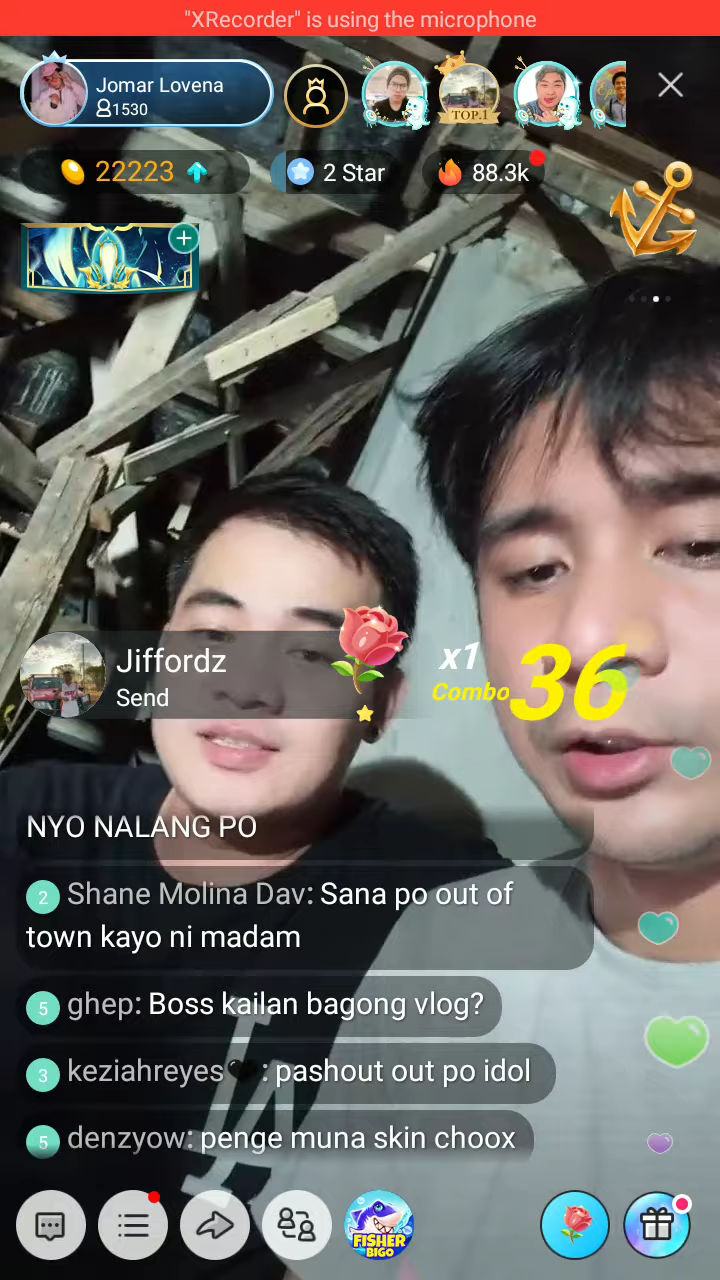 "XRecorder" is using the microphone
Jomar Lovena
1530
TOP.1
22223
2 Star
88.3k
Jiffordz
Send
x1
Combo 36
NYO NALANG PO
2 Shane Molina Dav: Sana po out of
town kayo ni madam
5 ghep: Boss kailan bagong vlog?
3 keziahreyes🖤: pashout out po idol
5 denzyow: penge muna skin choox
FISHER
BIGO